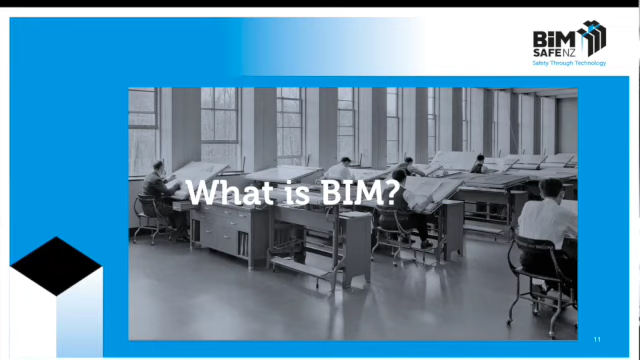 BIM
SAFENZ
Safety Through Technology
What is BIM?
11